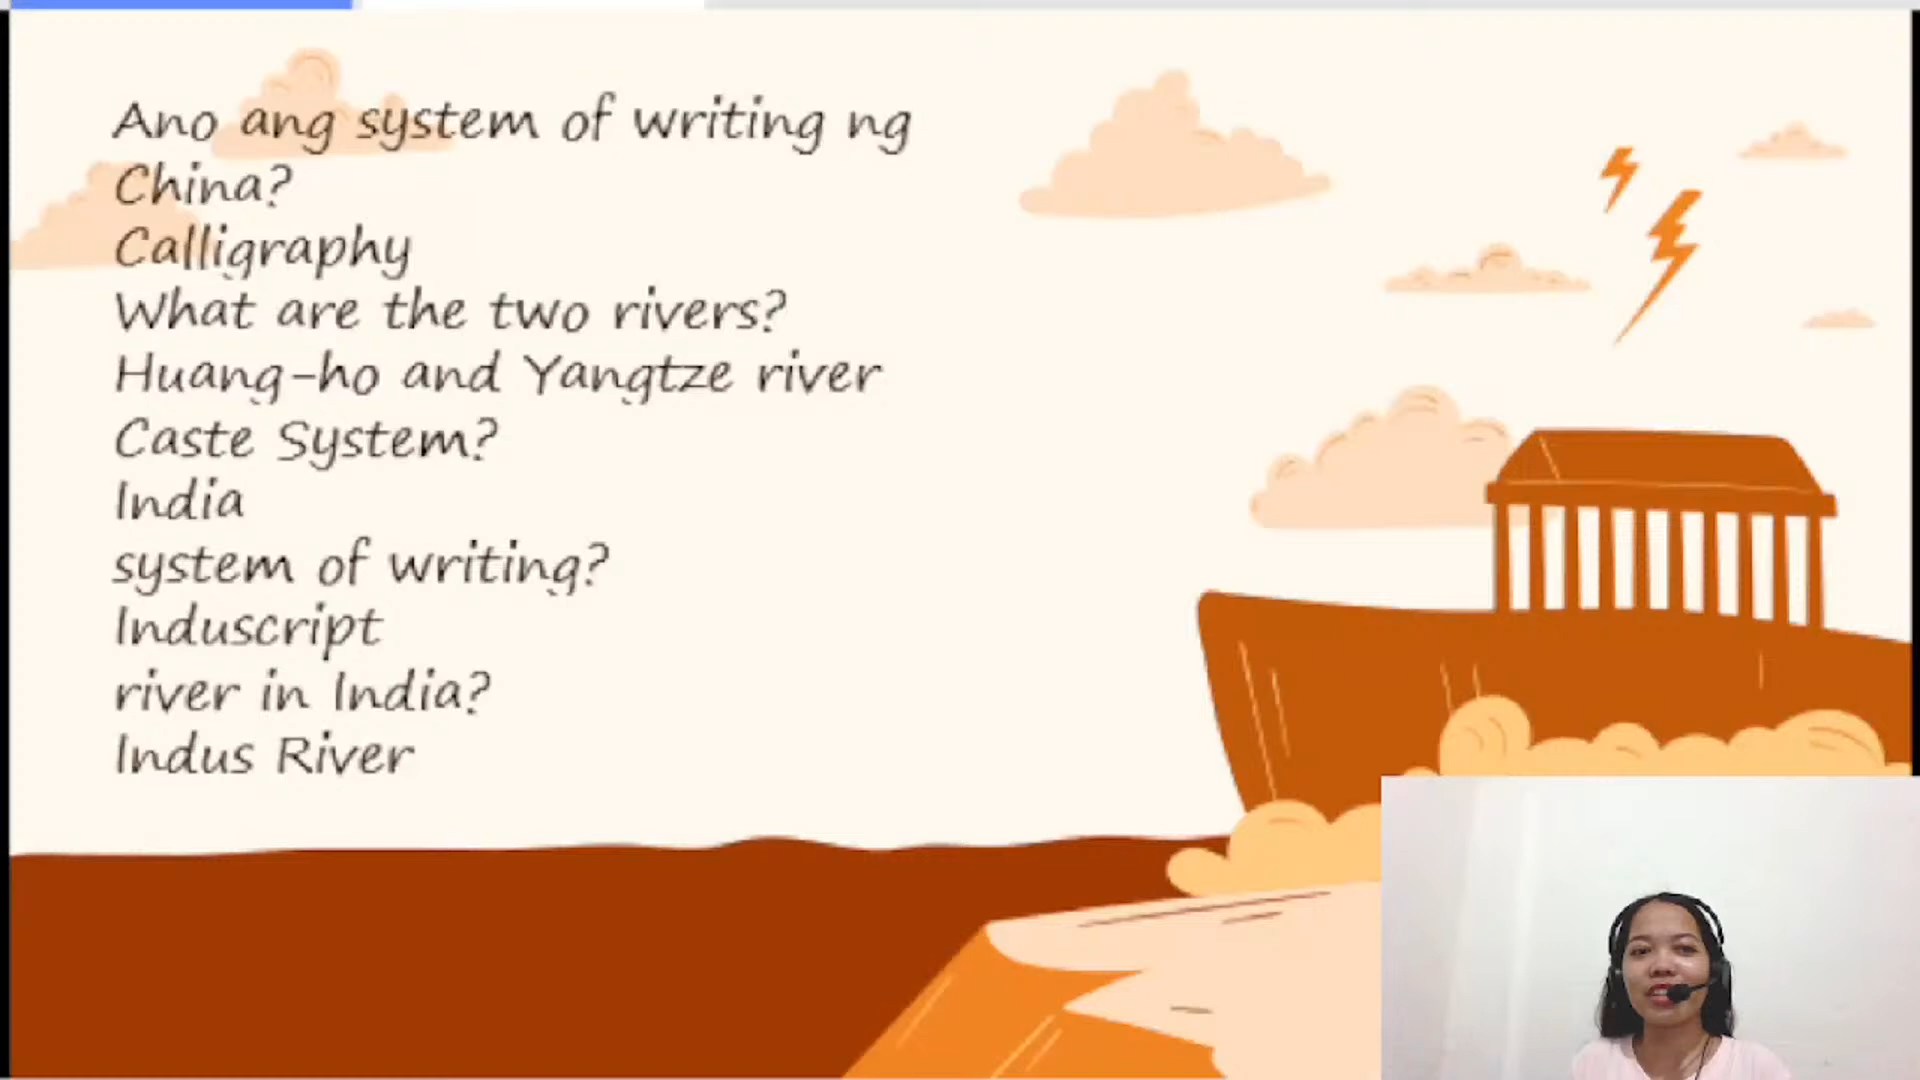 Ano ang system of writing ng
China?
Calligraphy
What are the two rivers?
Huang-ho and Yangtze river
Caste System?
India
system of writing?
Induscript
river in India?
Indus River